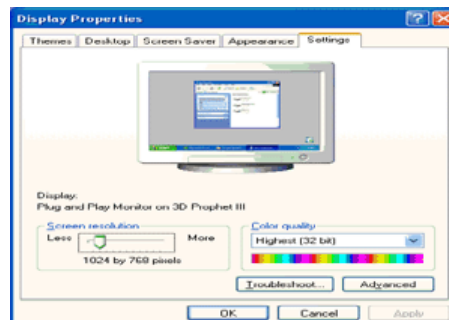 Display Properties
Themes Desktop Screen Saver Appearance Settings
Display:
Plug and Play Monitor on 3D Prophet III
Screen resolution
Less More
1024 by 768 pixels
Color quality
Highest (32 bit)
Troubleshoot... Advanced
OK Cancel Apply